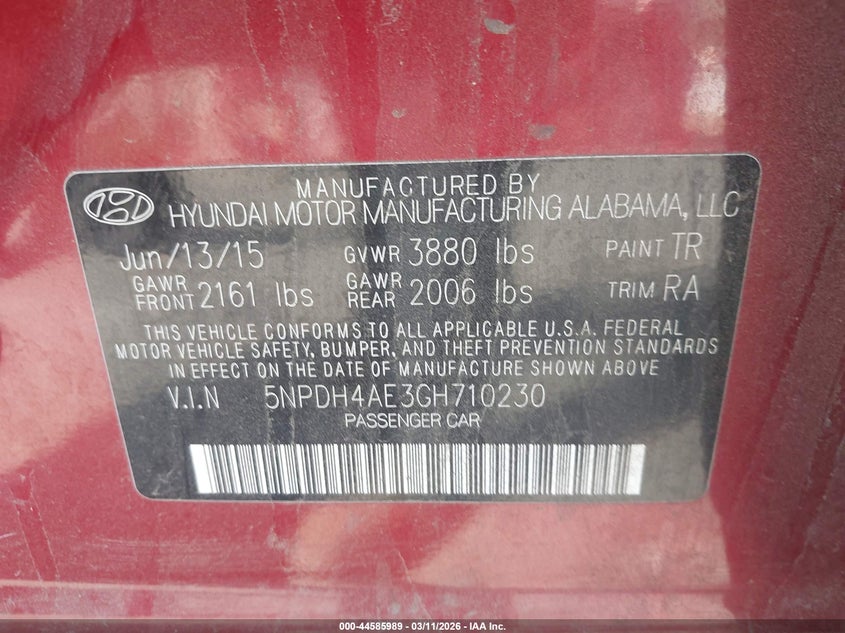 MANUFACTURED BY
HYUNDAI MOTOR MANUFACTURING ALABAMA, LLC
Jun/13/15 GVWR 3880 lbs PAINT TR
GAWR FRONT 2161 lbs GAWR REAR 2006 lbs TRIM RA
THIS VEHICLE CONFORMS TO ALL APPLICABLE U.S.A. FEDERAL
MOTOR VEHICLE SAFETY, BUMPER, AND THEFT PREVENTION STANDARDS
IN EFFECT ON THE DATE OF MANUFACTURE SHOWN ABOVE.
V.I.N 5NPDH4AE3GH710230
PASSENGER CAR
000-44585989 - 03/11/2026 - IAA Inc.